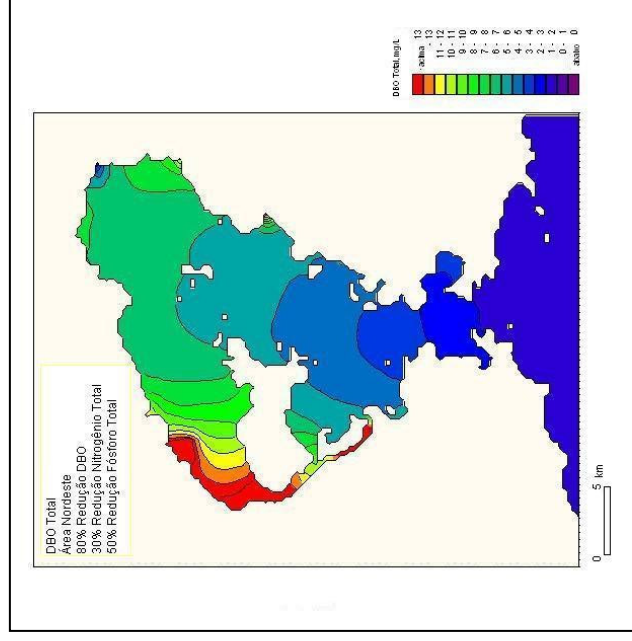 DBO Total
Área Nordeste
80% Redução DBO
30% Redução Nitrogênio Total
50% Redução Fósforo Total
DBO Total, mg/L
acima 13
- 13
11 - 12
10 - 11
9 - 10
8 - 9
7 - 8
6 - 7
5 - 6
4 - 5
3 - 4
2 - 3
1 - 2
0 - 1
abaixo 0
0 5 km